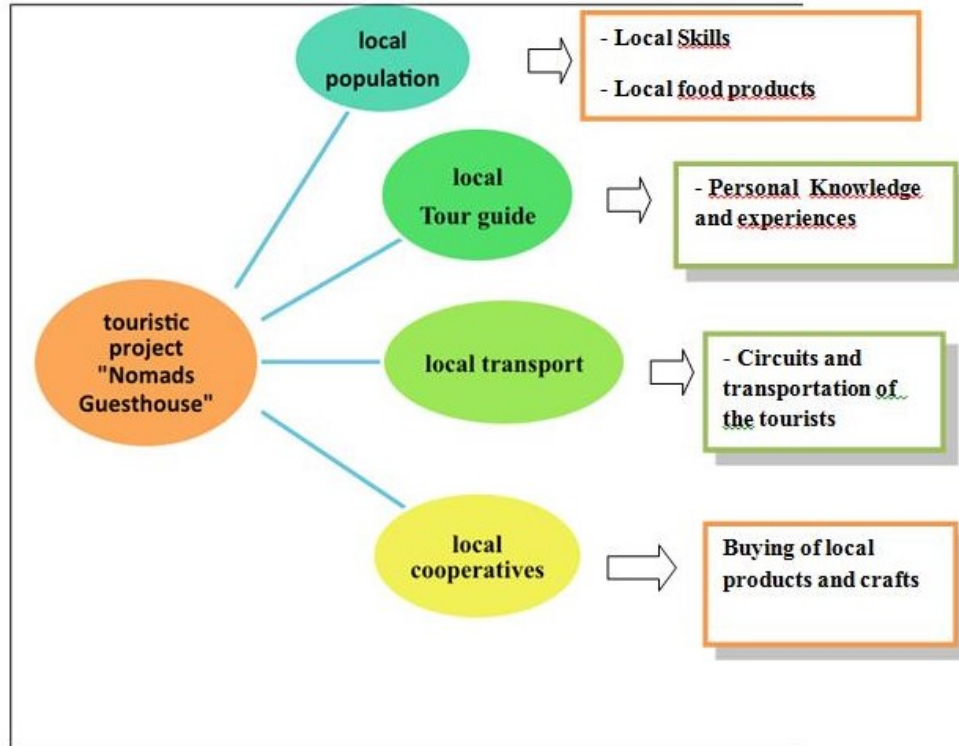 local
population
- Local Skills
- Local food products
local
Tour guide
- Personal Knowledge
and experiences
touristic
project
"Nomads
Guesthouse"
local transport
- Circuits and
transportation of
the tourists
local
cooperatives
Buying of local
products and crafts